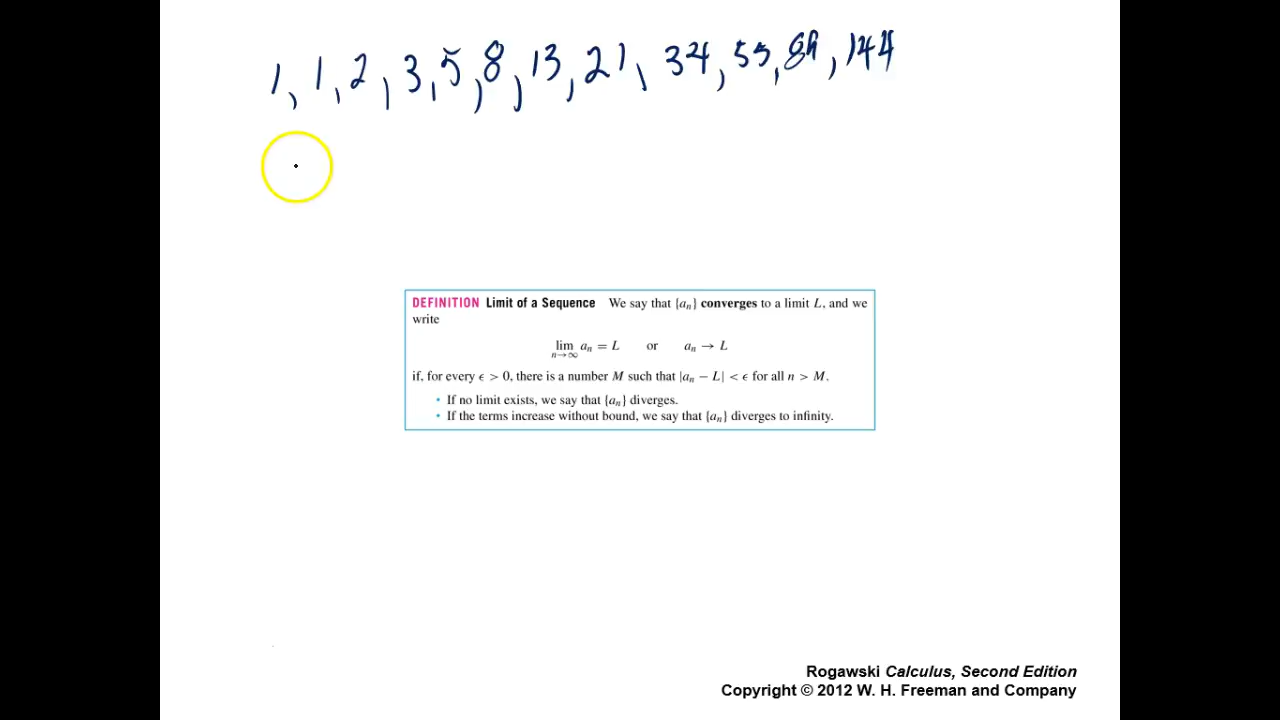 1, 1, 2, 3, 5, 8, 13, 21, 34, 55, 89, 144
DEFINITION Limit of a Sequence We say that {aₙ} converges to a limit L, and we
write
lim n→∞ aₙ = L or aₙ → L
if, for every ϵ > 0, there is a number M such that |aₙ − L| < ϵ for all n > M.
• If no limit exists, we say that {aₙ} diverges.
• If the terms increase without bound, we say that {aₙ} diverges to infinity.
Rogawski Calculus, Second Edition
Copyright © 2012 W. H. Freeman and Company